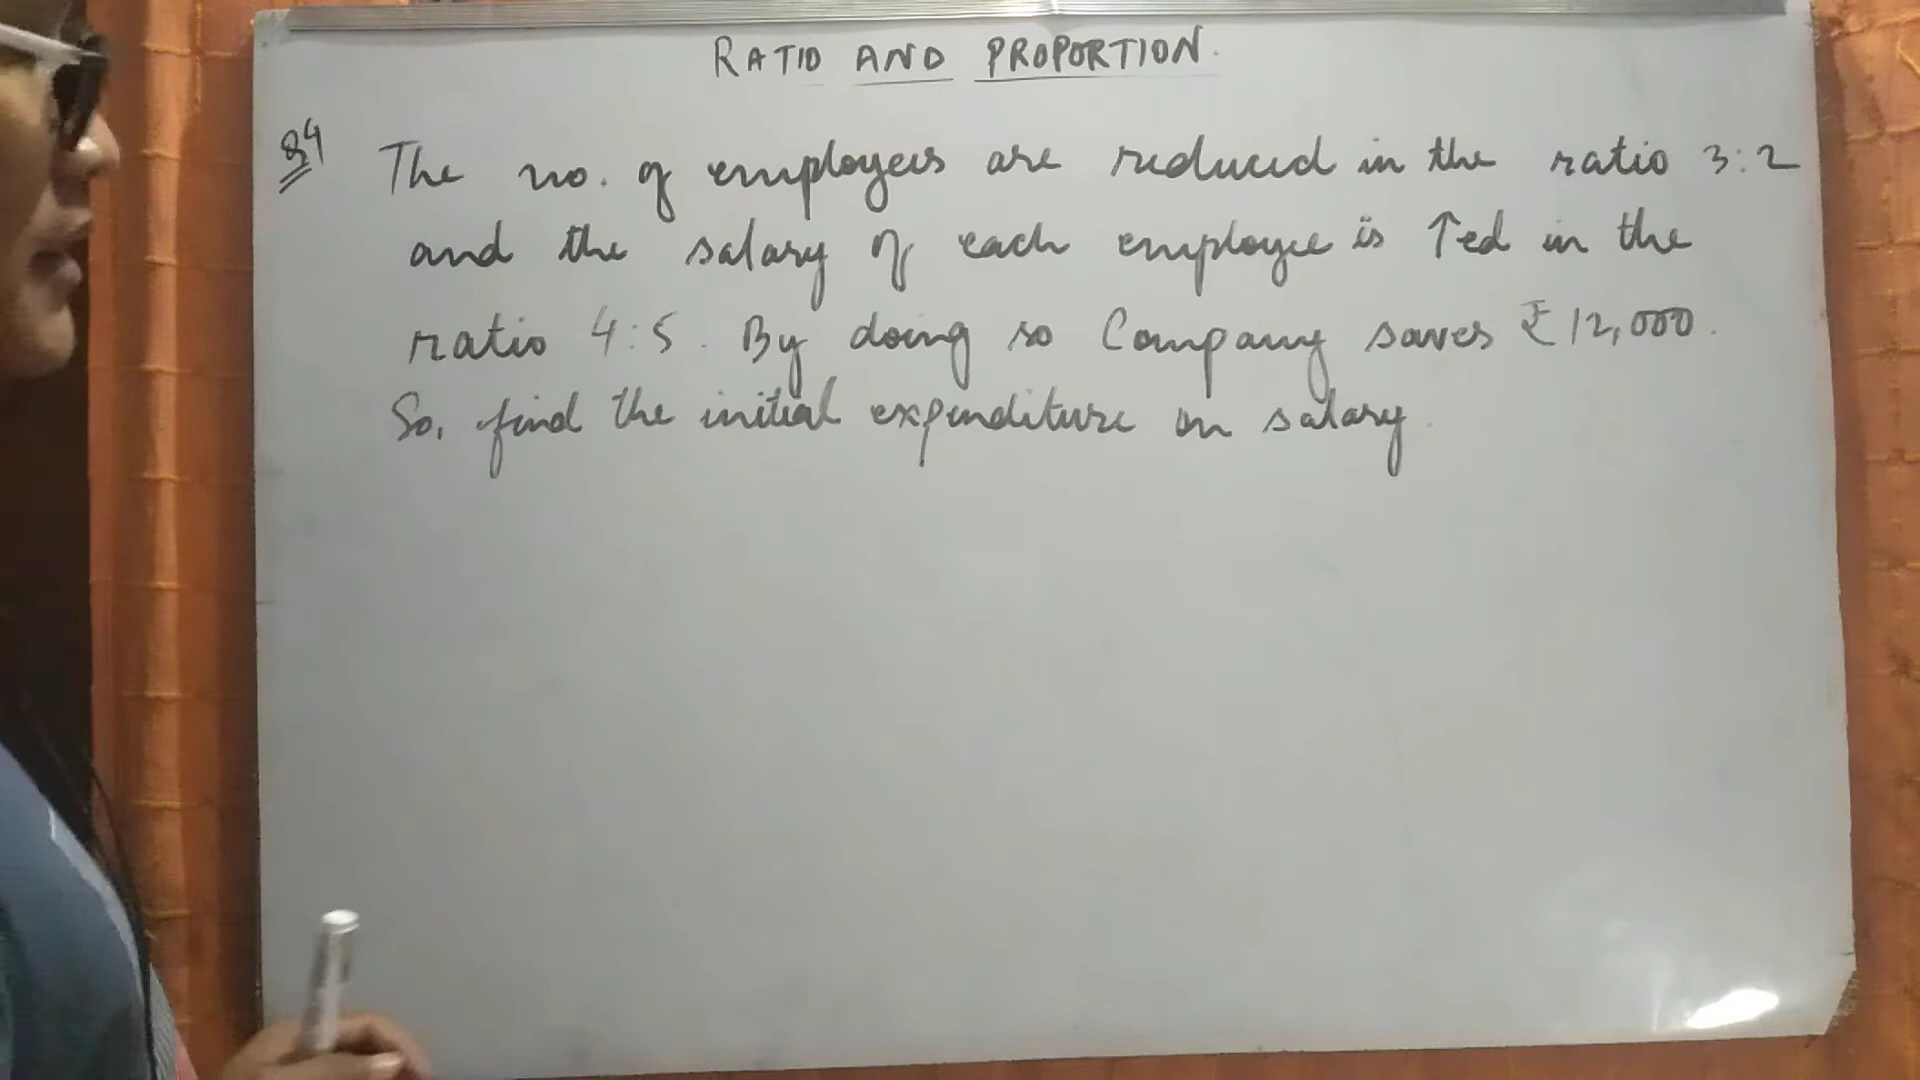 RATIO AND PROPORTION.
Q4 The no. of employees are reduced in the ratio 3:2
and the salary of each employee is ↑ed in the
ratio 4:5. By doing so Company saves ₹12,000.
So, find the initial expenditure on salary.